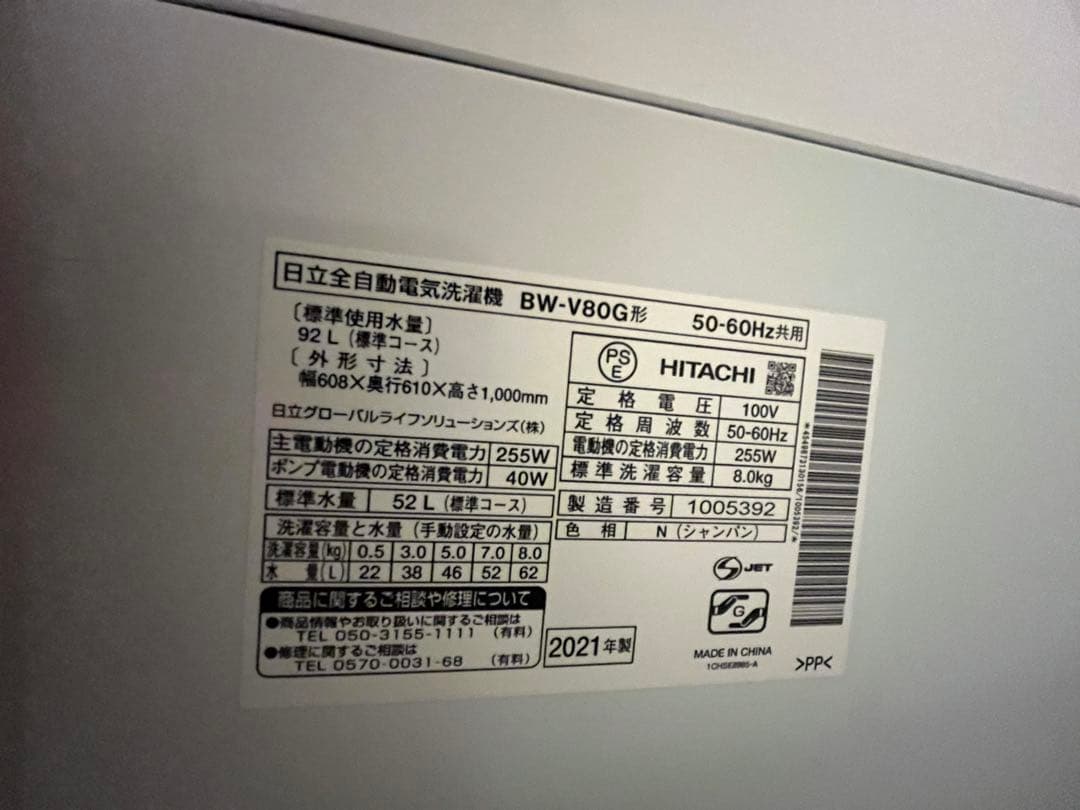 日立全自動電気洗濯機 BW-V80G形 50-60Hz共用
〔標準使用水量〕
92 L (標準コース)
〔外形寸法〕
幅608×奥行610×高さ1,000mm
日立グローバルライフソリューションズ(株)
主電動機の定格消費電力 255W
ポンプ電動機の定格消費電力 40W
標準水量 52 L (標準コース)
洗濯容量と水量 (手動設定の水量)
洗濯容量(kg) 0.5 3.0 5.0 7.0 8.0
水量(L) 22 38 46 52 62
商品に関するご相談や修理について
●商品情報やお取り扱いに関するご相談は
TEL 050-3155-1111 (有料)
●修理に関するご相談は
TEL 0570-0031-68 (有料)
2021年製
PS E HITACHI
定格電圧 100V
定格周波数 50-60Hz
電動機の定格消費電力 255W
標準洗濯容量 8.0kg
製造番号 1005392
色相 N (シャンパン)
S JET
G
MADE IN CHINA
>PP<